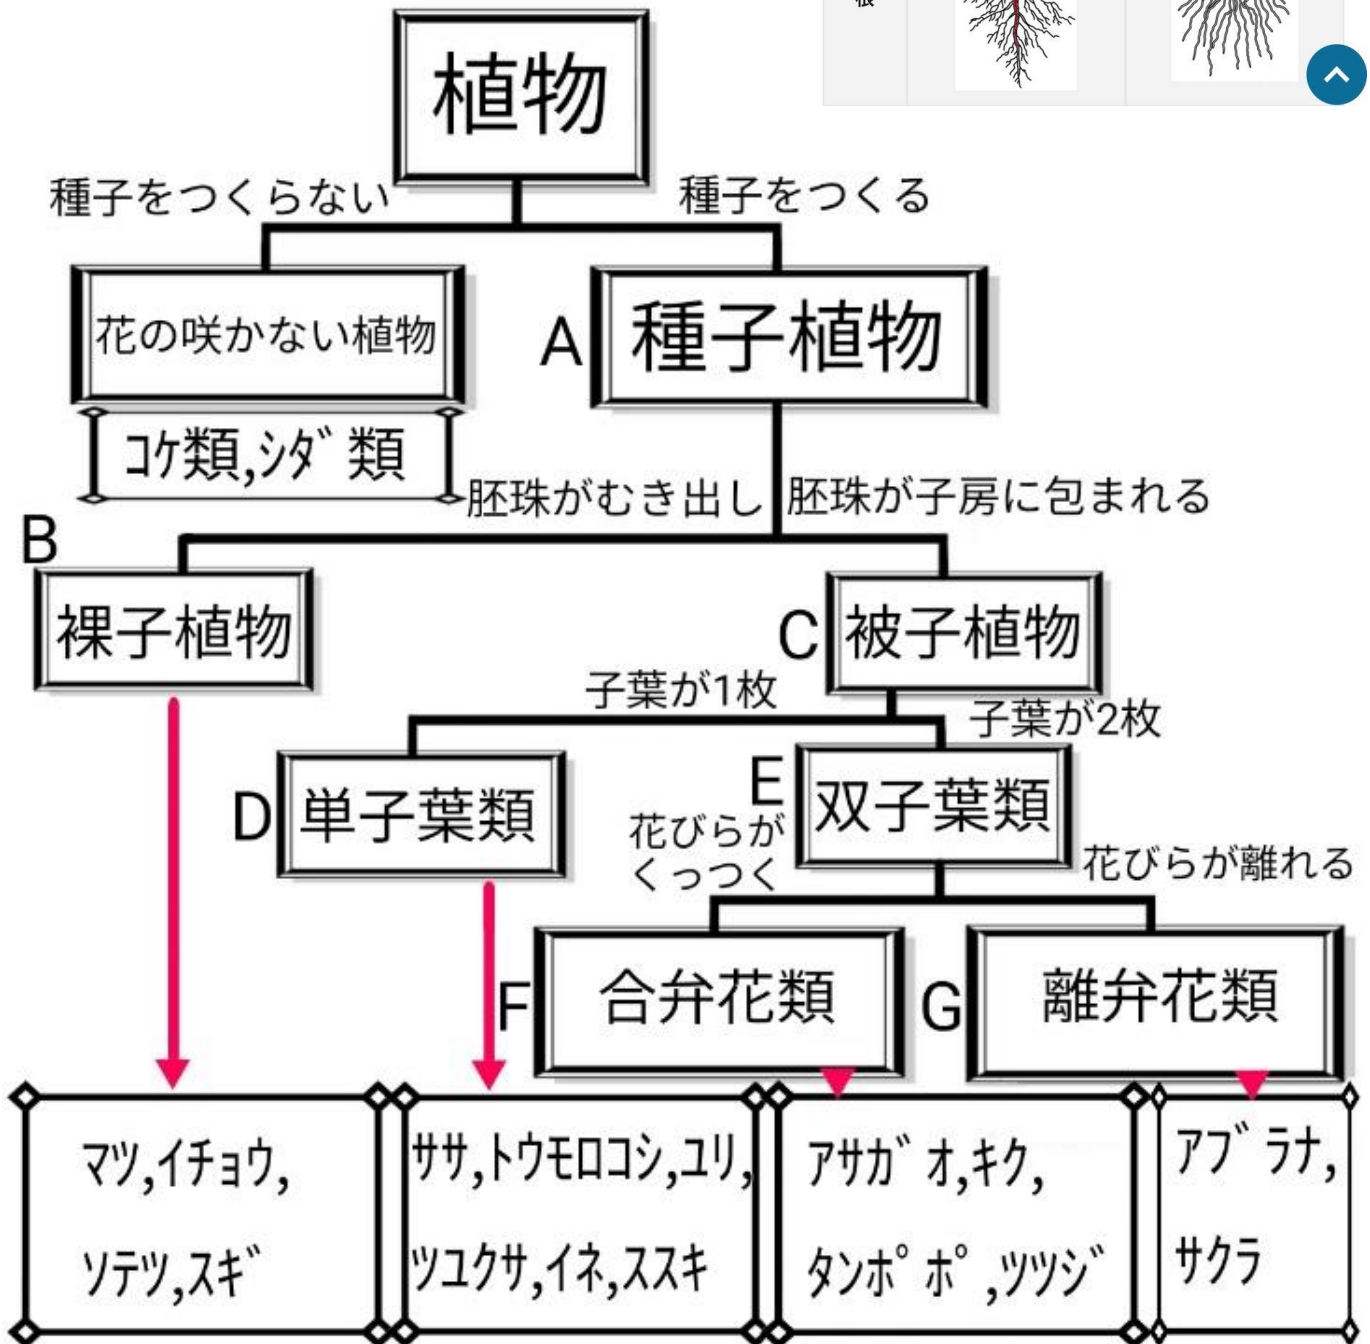 根
植物
種子をつくらない
種子をつくる
花の咲かない植物
A
種子植物
ｺｹ類,ｼﾀﾞ類
胚珠がむき出し
胚珠が子房に包まれる
B
裸子植物
C
被子植物
子葉が1枚
子葉が2枚
D
単子葉類
E
双子葉類
花びらが
くっつく
花びらが離れる
F
合弁花類
G
離弁花類
ﾏﾂ,ｲﾁｮｳ,
ｿﾃﾂ,ｽｷﾞ
ｻｻ,ﾄｳﾓﾛｺｼ,ﾕﾘ,
ﾂﾕｸｻ,ｲﾈ,ｽｽｷ
ｱｻｶﾞｵ,ｷｸ,
ﾀﾝﾎﾟﾎﾟ,ﾂﾂｼﾞ
ｱﾌﾞﾗﾅ,
ｻｸﾗ